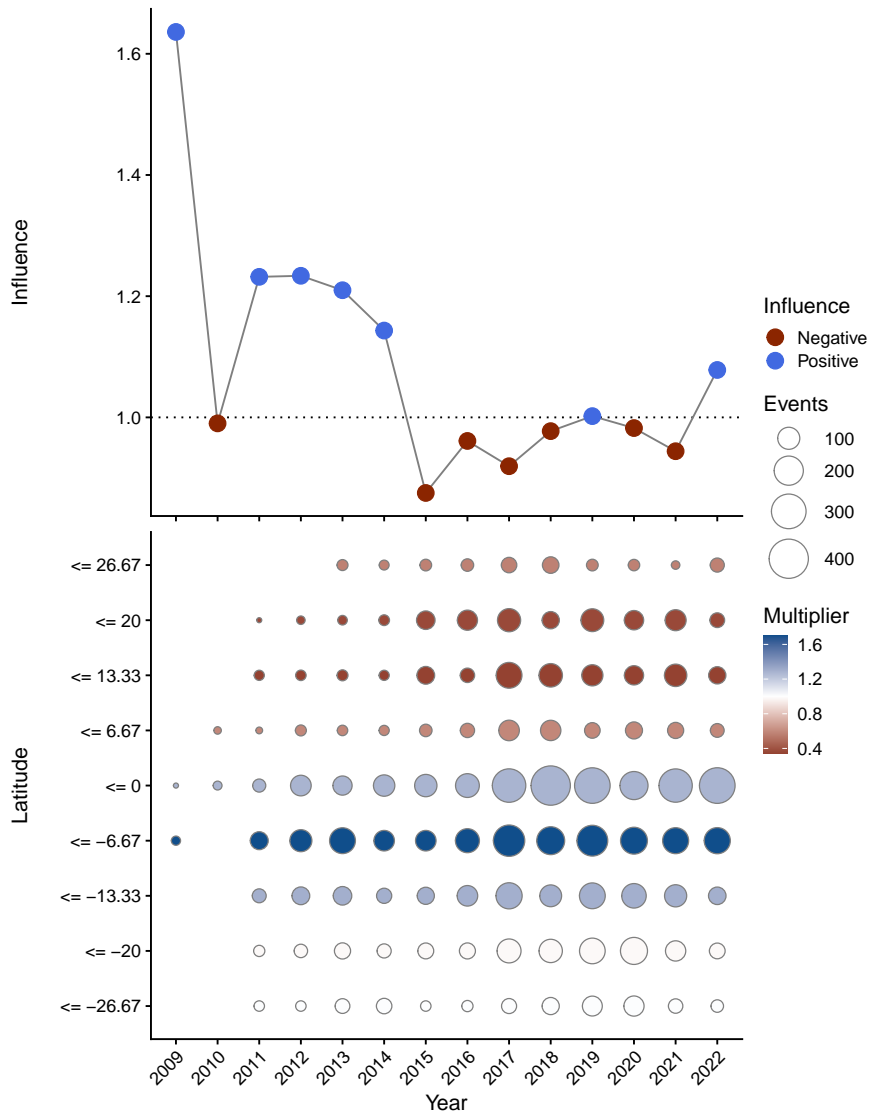 Influence
1.6
1.4
1.2
1.0
Influence
Negative
Positive
Events
100
200
300
400
Multiplier
1.6
1.2
0.8
0.4
Latitude
<= 26.67
<= 20
<= 13.33
<= 6.67
<= 0
<= −6.67
<= −13.33
<= −20
<= −26.67
2009 2010 2011 2012 2013 2014 2015 2016 2017 2018 2019 2020 2021 2022
Year